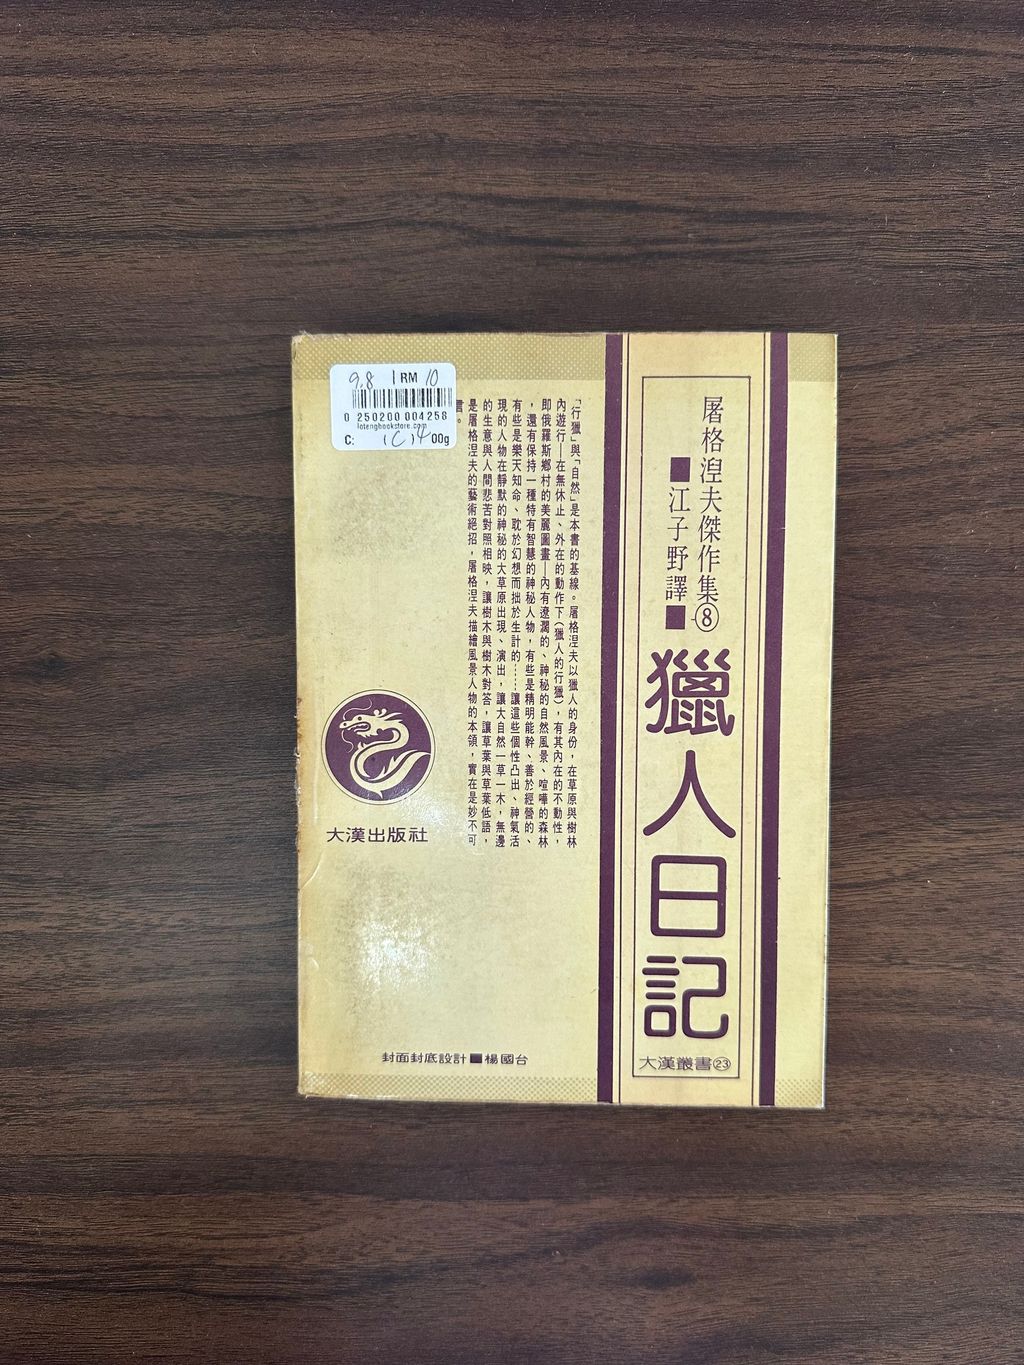 屠格湼夫傑作集⑧
■江子野譯■
獵人日記
大漢叢書㉓
「行獵」與「自然」是本書的基線。屠格涅夫以獵人的身份，在草原與樹林
內遊行—在無休止、外在的動作下（獵人的行獵），有其內在的不動性，
即俄羅斯鄉村的美麗圖畫—內有遼濶的、神秘的自然風景、喧嘩的森林
，還有保持一種特有智慧的神秘人物，有些是精明能幹、善於經營的、
有些是樂天知命、耽於幻想而拙於生計的……讓這些個性凸出、神氣活
現的人物在靜默的神秘的大草原出現、演出，讓大自然一草一木，無邊
的生意與人間悲苦對照相映，讓樹木與樹木對答，讓草葉與草葉低語，
是屠格涅夫的藝術絕招，屠格涅夫描繪風景人物的本領，實在是妙不可
言。
9.8 RM 10
0 250200 004258
latengbookstore.com
C: 00g
大漢出版社
封面封底設計■楊國台